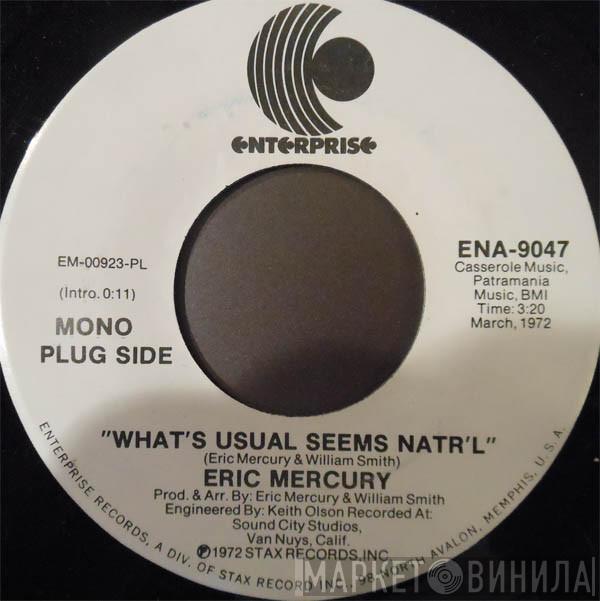 ENTERPRISE
EM-00923-PL
(Intro. 0:11)
MONO
PLUG SIDE
ENA-9047
Casserole Music,
Patramania
Music, BMI
Time: 3:20
March, 1972
"WHAT'S USUAL SEEMS NATR'L"
(Eric Mercury & William Smith)
ERIC MERCURY
Prod. & Arr. By: Eric Mercury & William Smith
Engineered By: Keith Olson Recorded At:
Sound City Studios,
Van Nuys, Calif.
Ⓟ1972 STAX RECORDS, INC.
ENTERPRISE RECORDS, A DIV. OF STAX RECORDS, INC., 98 NORTH AVALON, MEMPHIS, U.S.A.
МАРКЕТ ВИНИЛА